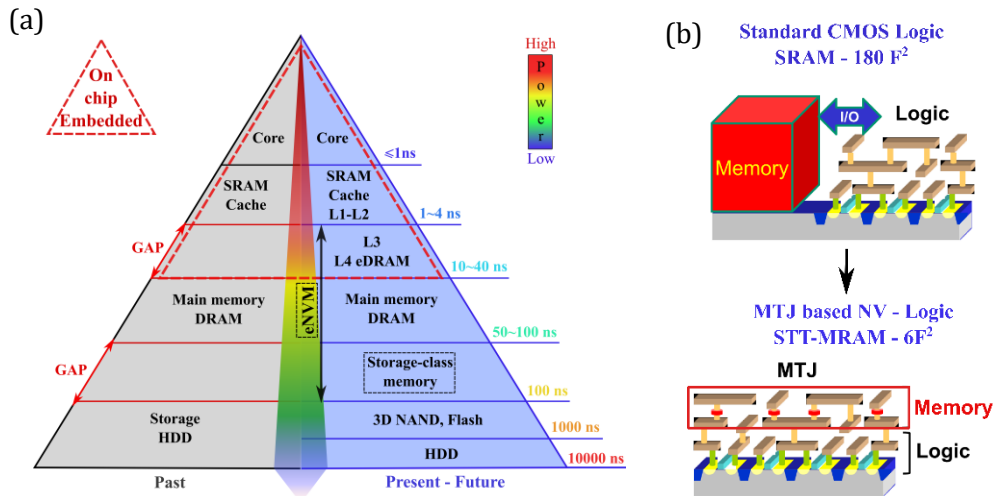 (a)
On
chip
Embedded
High
Power
Low
Core
Core
⩽1ns
SRAM
Cache
SRAM
Cache
L1-L2
1~4 ns
GAP
L3
L4 eDRAM
10~40 ns
eNVM
Main memory
DRAM
Main memory
DRAM
50~100 ns
GAP
Storage-class
memory
100 ns
Storage
HDD
3D NAND, Flash
1000 ns
HDD
10000 ns
Past
Present - Future
(b)
Standard CMOS Logic
SRAM - 180 F²
I/O
Logic
Memory
MTJ based NV - Logic
STT-MRAM - 6F²
MTJ
Memory
Logic